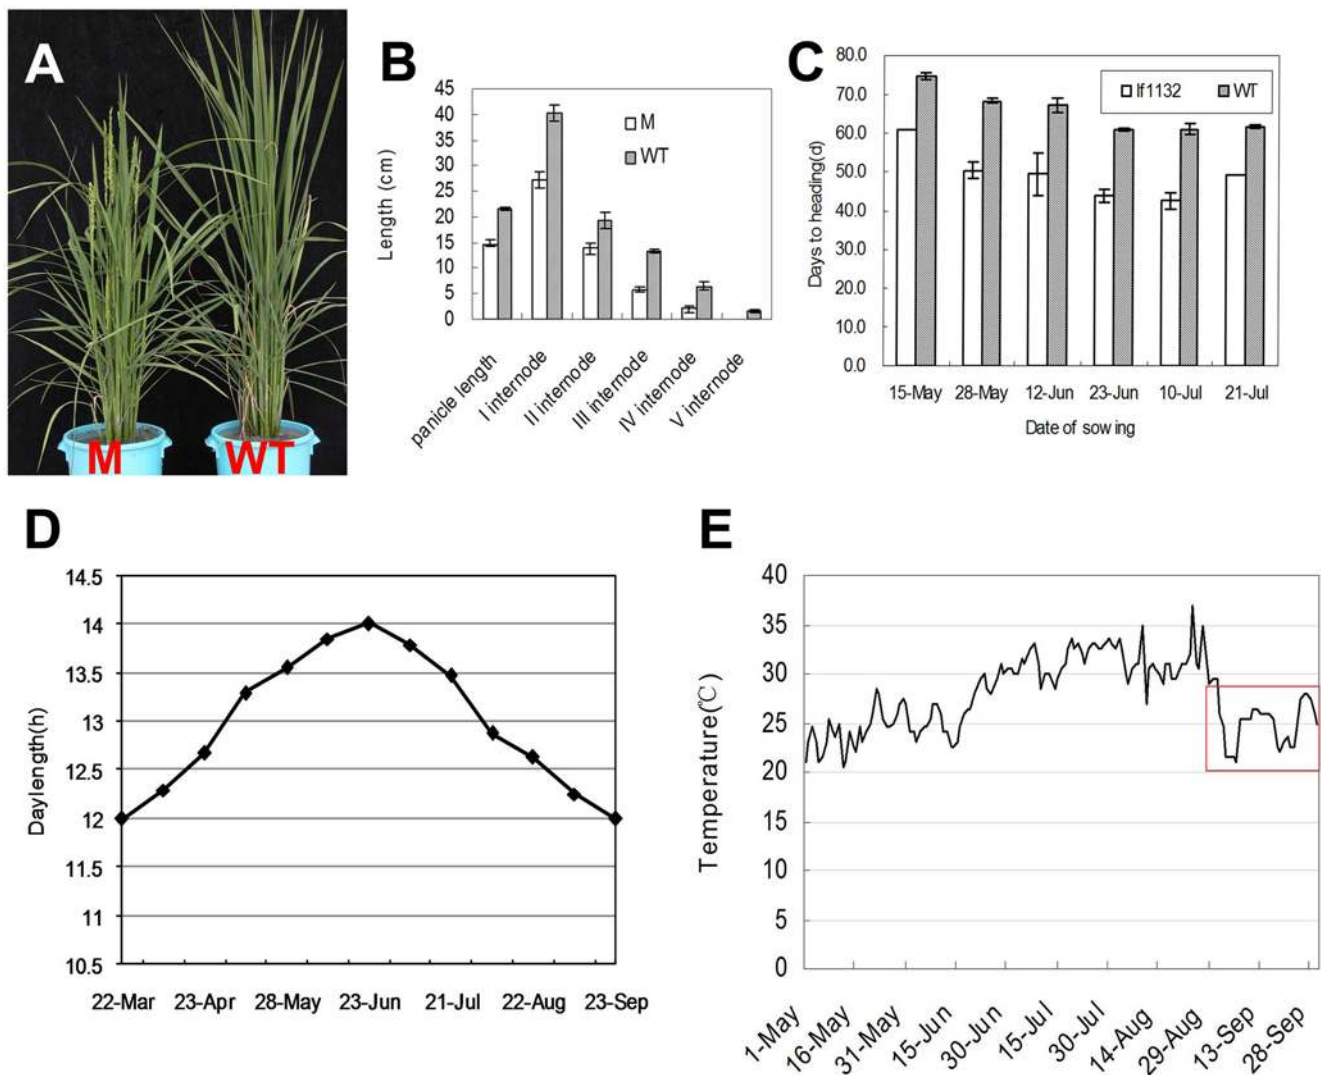 A
M
WT
B
45
40
35
30
25
20
15
10
5
0
Length (cm)
M
WT
panicle length
I internode
II internode
III internode
IV internode
V internode
C
80.0
70.0
60.0
50.0
40.0
30.0
20.0
10.0
0.0
Days to heading(d)
lf1132
WT
15-May 28-May 12-Jun 23-Jun 10-Jul 21-Jul
Date of sowing
D
14.5
14
13.5
13
12.5
12
11.5
11
10.5
Daylength(h)
22-Mar 23-Apr 28-May 23-Jun 21-Jul 22-Aug 23-Sep
E
40
35
30
25
20
15
10
5
0
Temperature(℃)
1-May
16-May
31-May
15-Jun
30-Jun
15-Jul
30-Jul
14-Aug
29-Aug
13-Sep
28-Sep